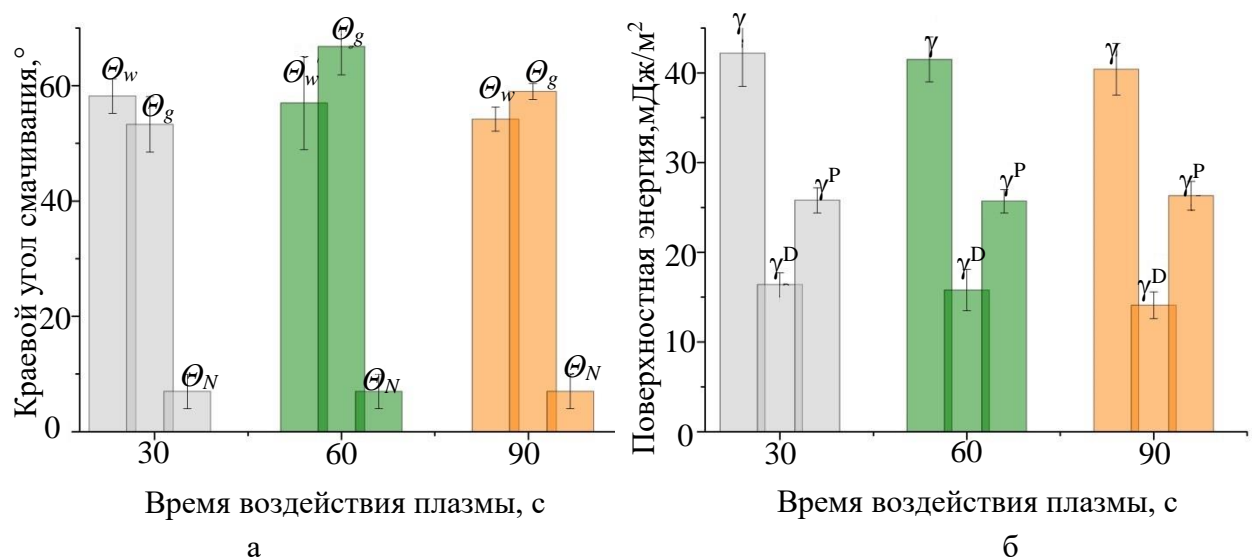 Краевой угол смачивания,°
60
40
20
0
Θw
Θg
ΘN
Θw
Θg
ΘN
Θw
Θg
ΘN
30
60
90
Время воздействия плазмы, с
а
Поверхностная энергия,мДж/м²
40
30
20
10
0
γ
γᴰ
γᴾ
γ
γᴰ
γᴾ
γ
γᴰ
γᴾ
30
60
90
Время воздействия плазмы, с
б